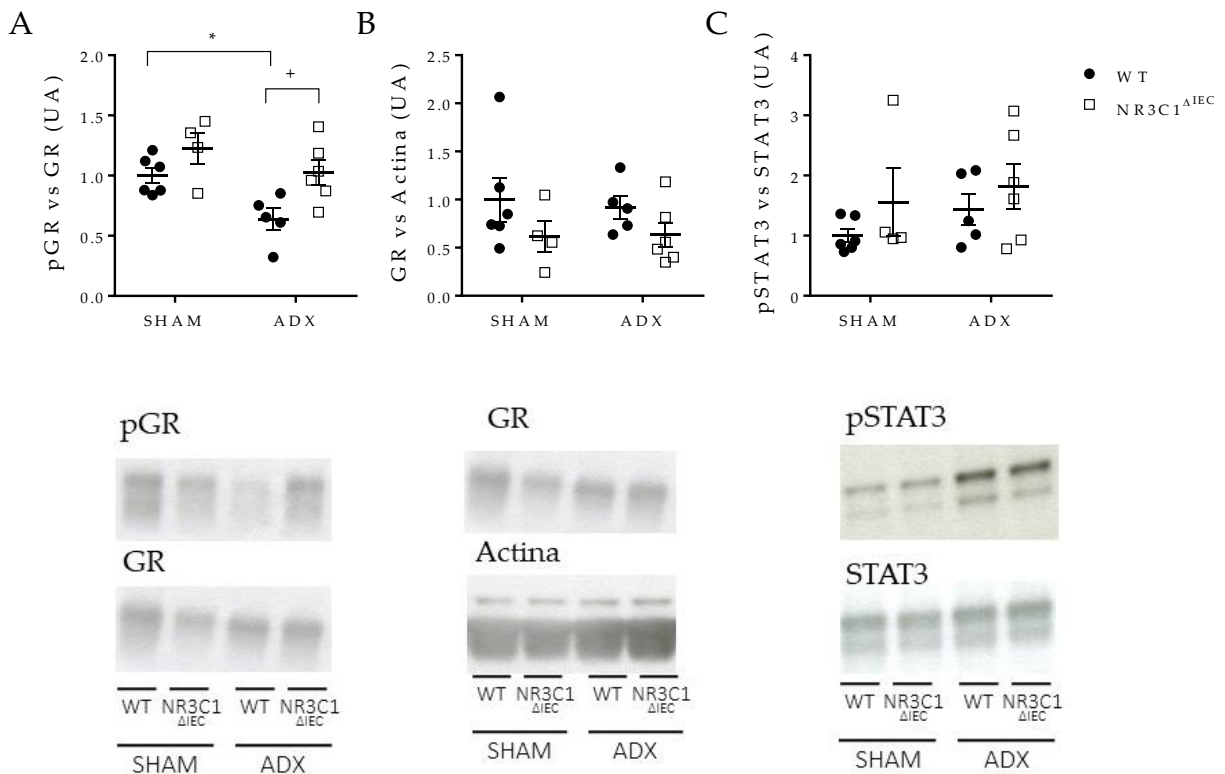 A
pGR vs GR (UA)
2.0
1.5
1.0
0.5
0.0
*
+
SHAM
ADX
B
GR vs Actina (UA)
2.5
2.0
1.5
1.0
0.5
0.0
SHAM
ADX
C
pSTAT3 vs STAT3 (UA)
4
3
2
1
0
SHAM
ADX
WT
NR3C1ΔIEC
pGR
GR
WT NR3C1 WT NR3C1
ΔIEC ΔIEC
SHAM ADX
GR
Actina
WT NR3C1 WT NR3C1
ΔIEC ΔIEC
SHAM ADX
pSTAT3
STAT3
WT NR3C1 WT NR3C1
ΔIEC ΔIEC
SHAM ADX